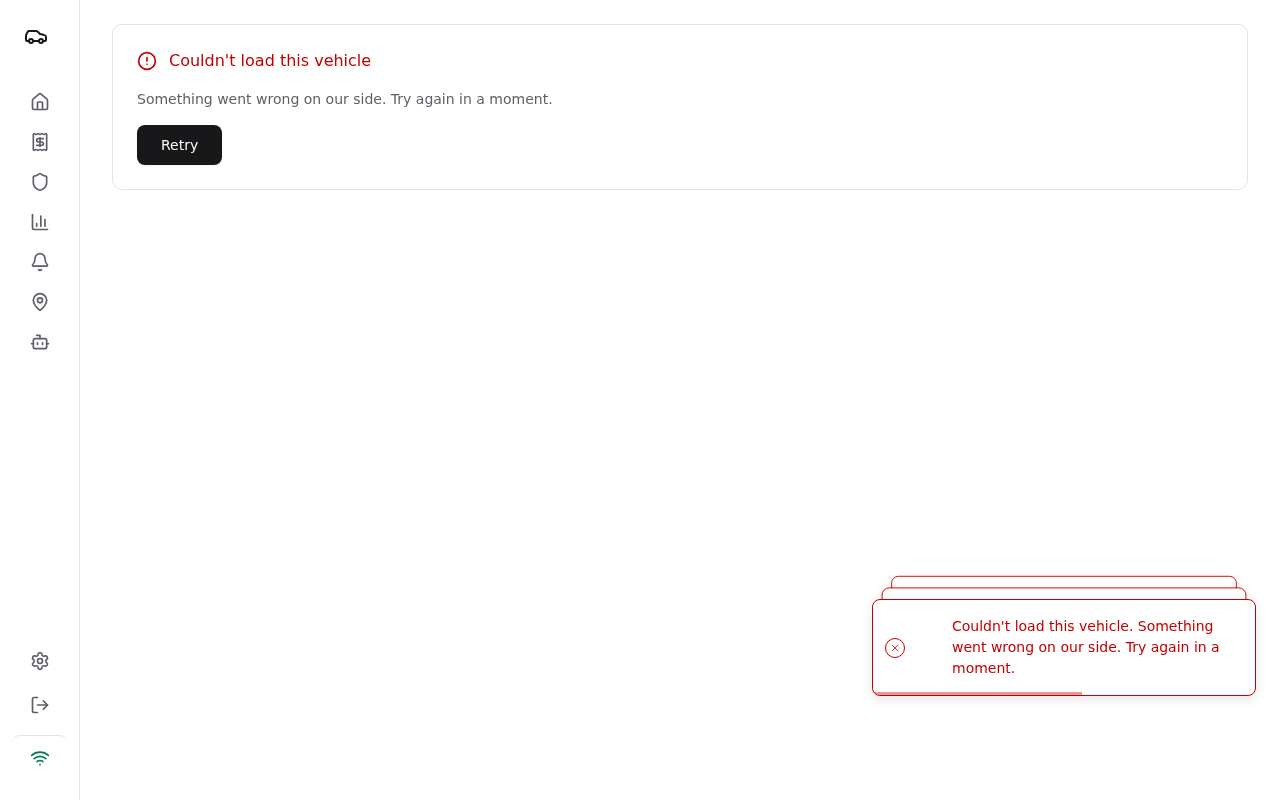 Couldn't load this vehicle
Something went wrong on our side. Try again in a moment.
Retry
Couldn't load this vehicle. Something
went wrong on our side. Try again in a
moment.